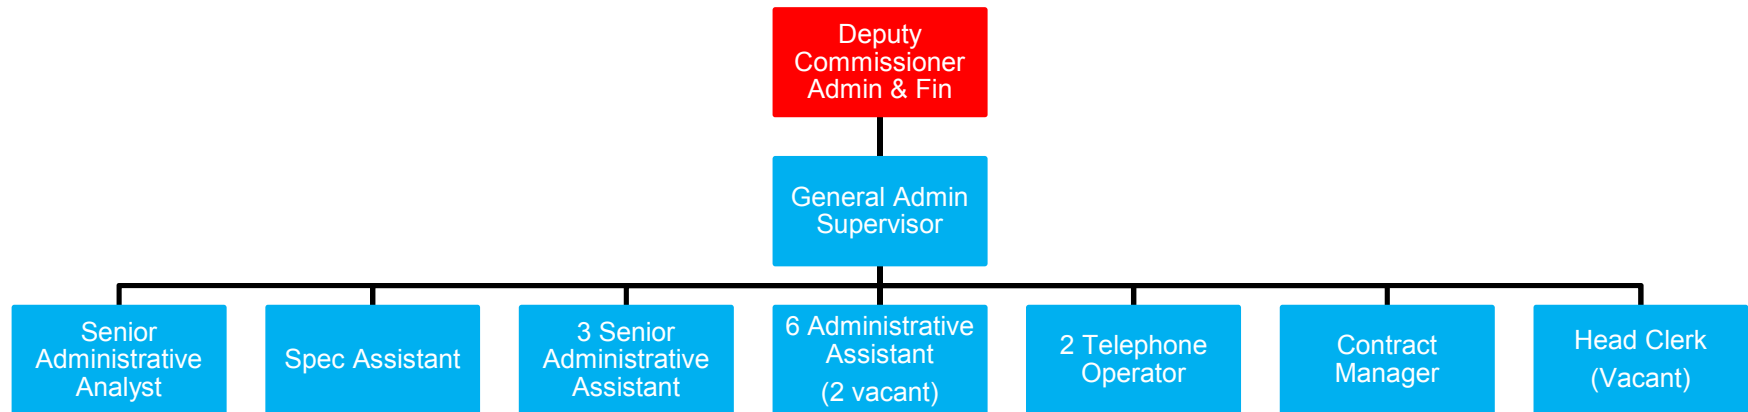 Deputy
Commissioner
Admin & Fin
General Admin
Supervisor
Senior
Administrative
Analyst
Spec Assistant
3 Senior
Administrative
Assistant
6 Administrative
Assistant
(2 vacant)
2 Telephone
Operator
Contract
Manager
Head Clerk
(Vacant)